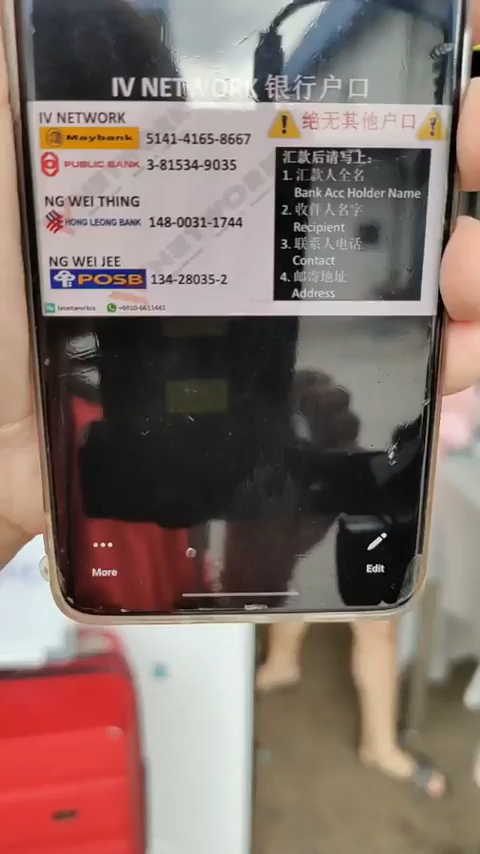 IV NETWORK 银行户口
IV NETWORK
Maybank 5141-4165-8667
PUBLIC BANK 3-81534-9035
NG WEI THING
HONG LEONG BANK 148-0031-1744
NG WEI JEE
POSB 134-28035-2
ivnetworkcs +6010-6611441
绝无其他户口
汇款后请写上:
1. 汇款人全名
Bank Acc Holder Name
2. 收件人名字
Recipient
3. 联系人电话
Contact
4. 邮寄地址
Address
More
Edit